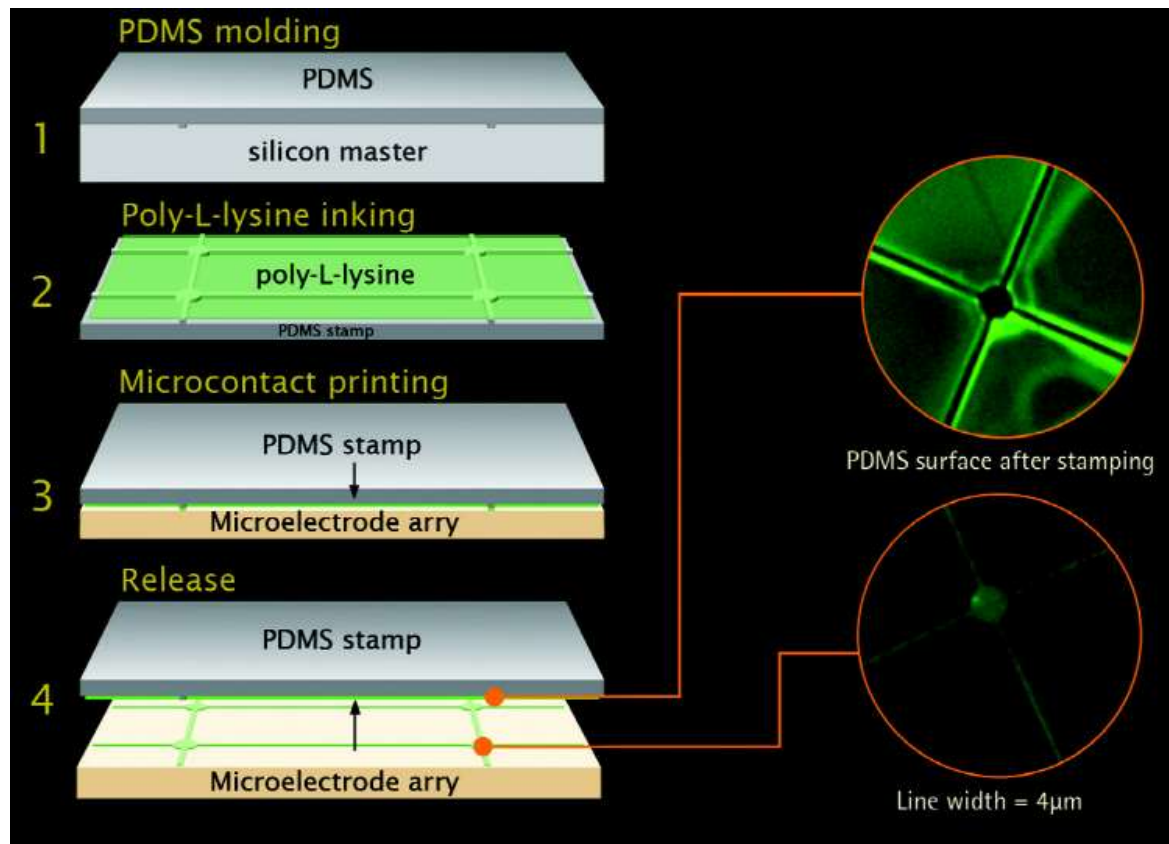 PDMS molding
PDMS
1
silicon master
Poly-L-lysine inking
2
poly-L-lysine
PDMS stamp
Microcontact printing
PDMS stamp
3
Microelectrode arry
Release
PDMS stamp
4
Microelectrode arry
PDMS surface after stamping
Line width = 4μm